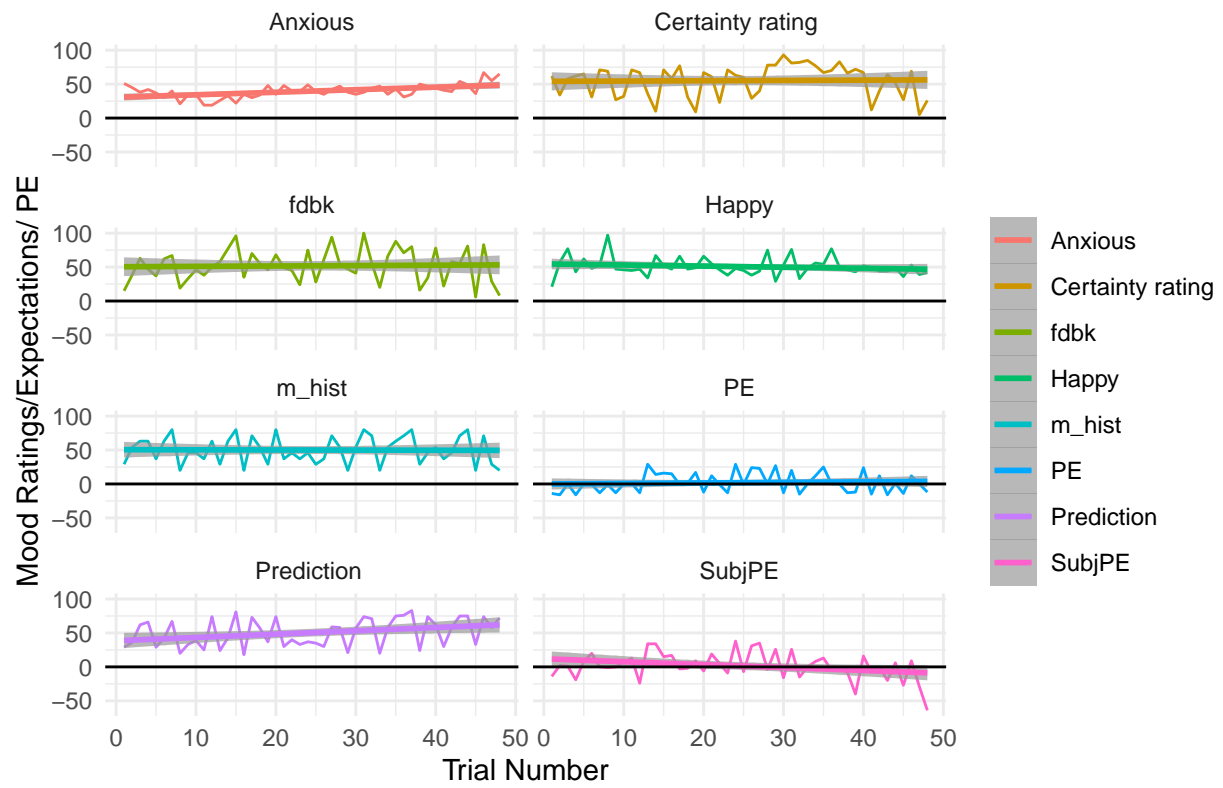 Anxious
Certainty rating
100
50
0
−50
fdbk
Happy
100
50
0
−50
m_hist
PE
100
50
0
−50
Prediction
SubjPE
100
50
0
−50
0 10 20 30 40 50 0 10 20 30 40 50
Trial Number
Mood Ratings/Expectations/ PE
Anxious
Certainty rating
fdbk
Happy
m_hist
PE
Prediction
SubjPE